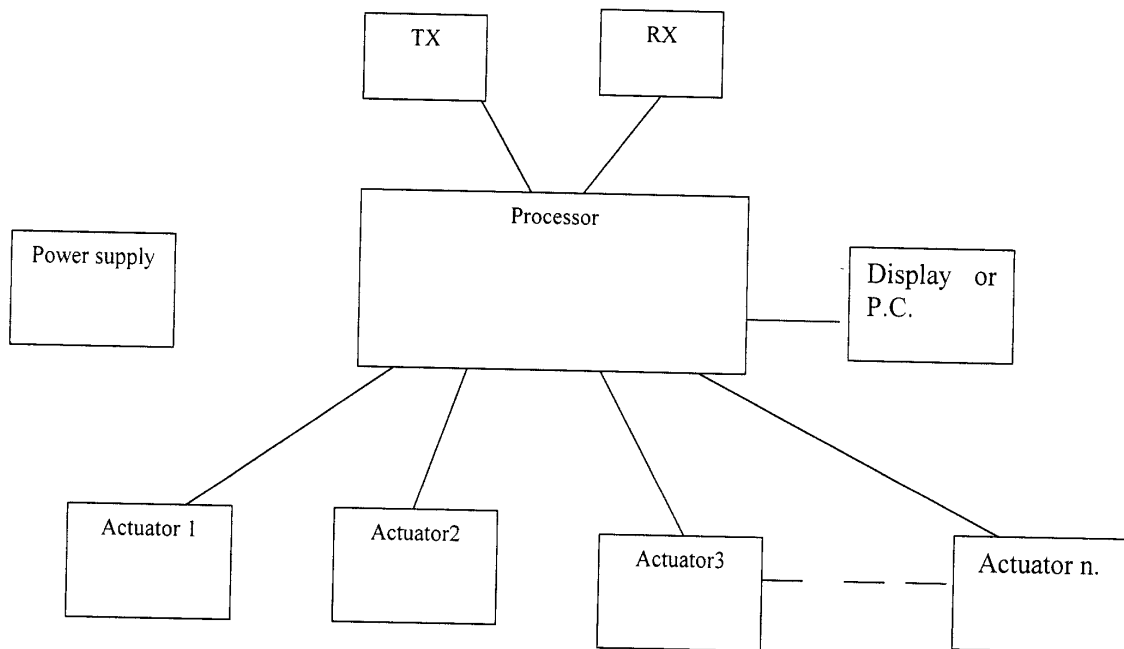 TX
RX
Processor
Power supply
Display or
P.C.
Actuator 1
Actuator2
Actuator3
Actuator n.